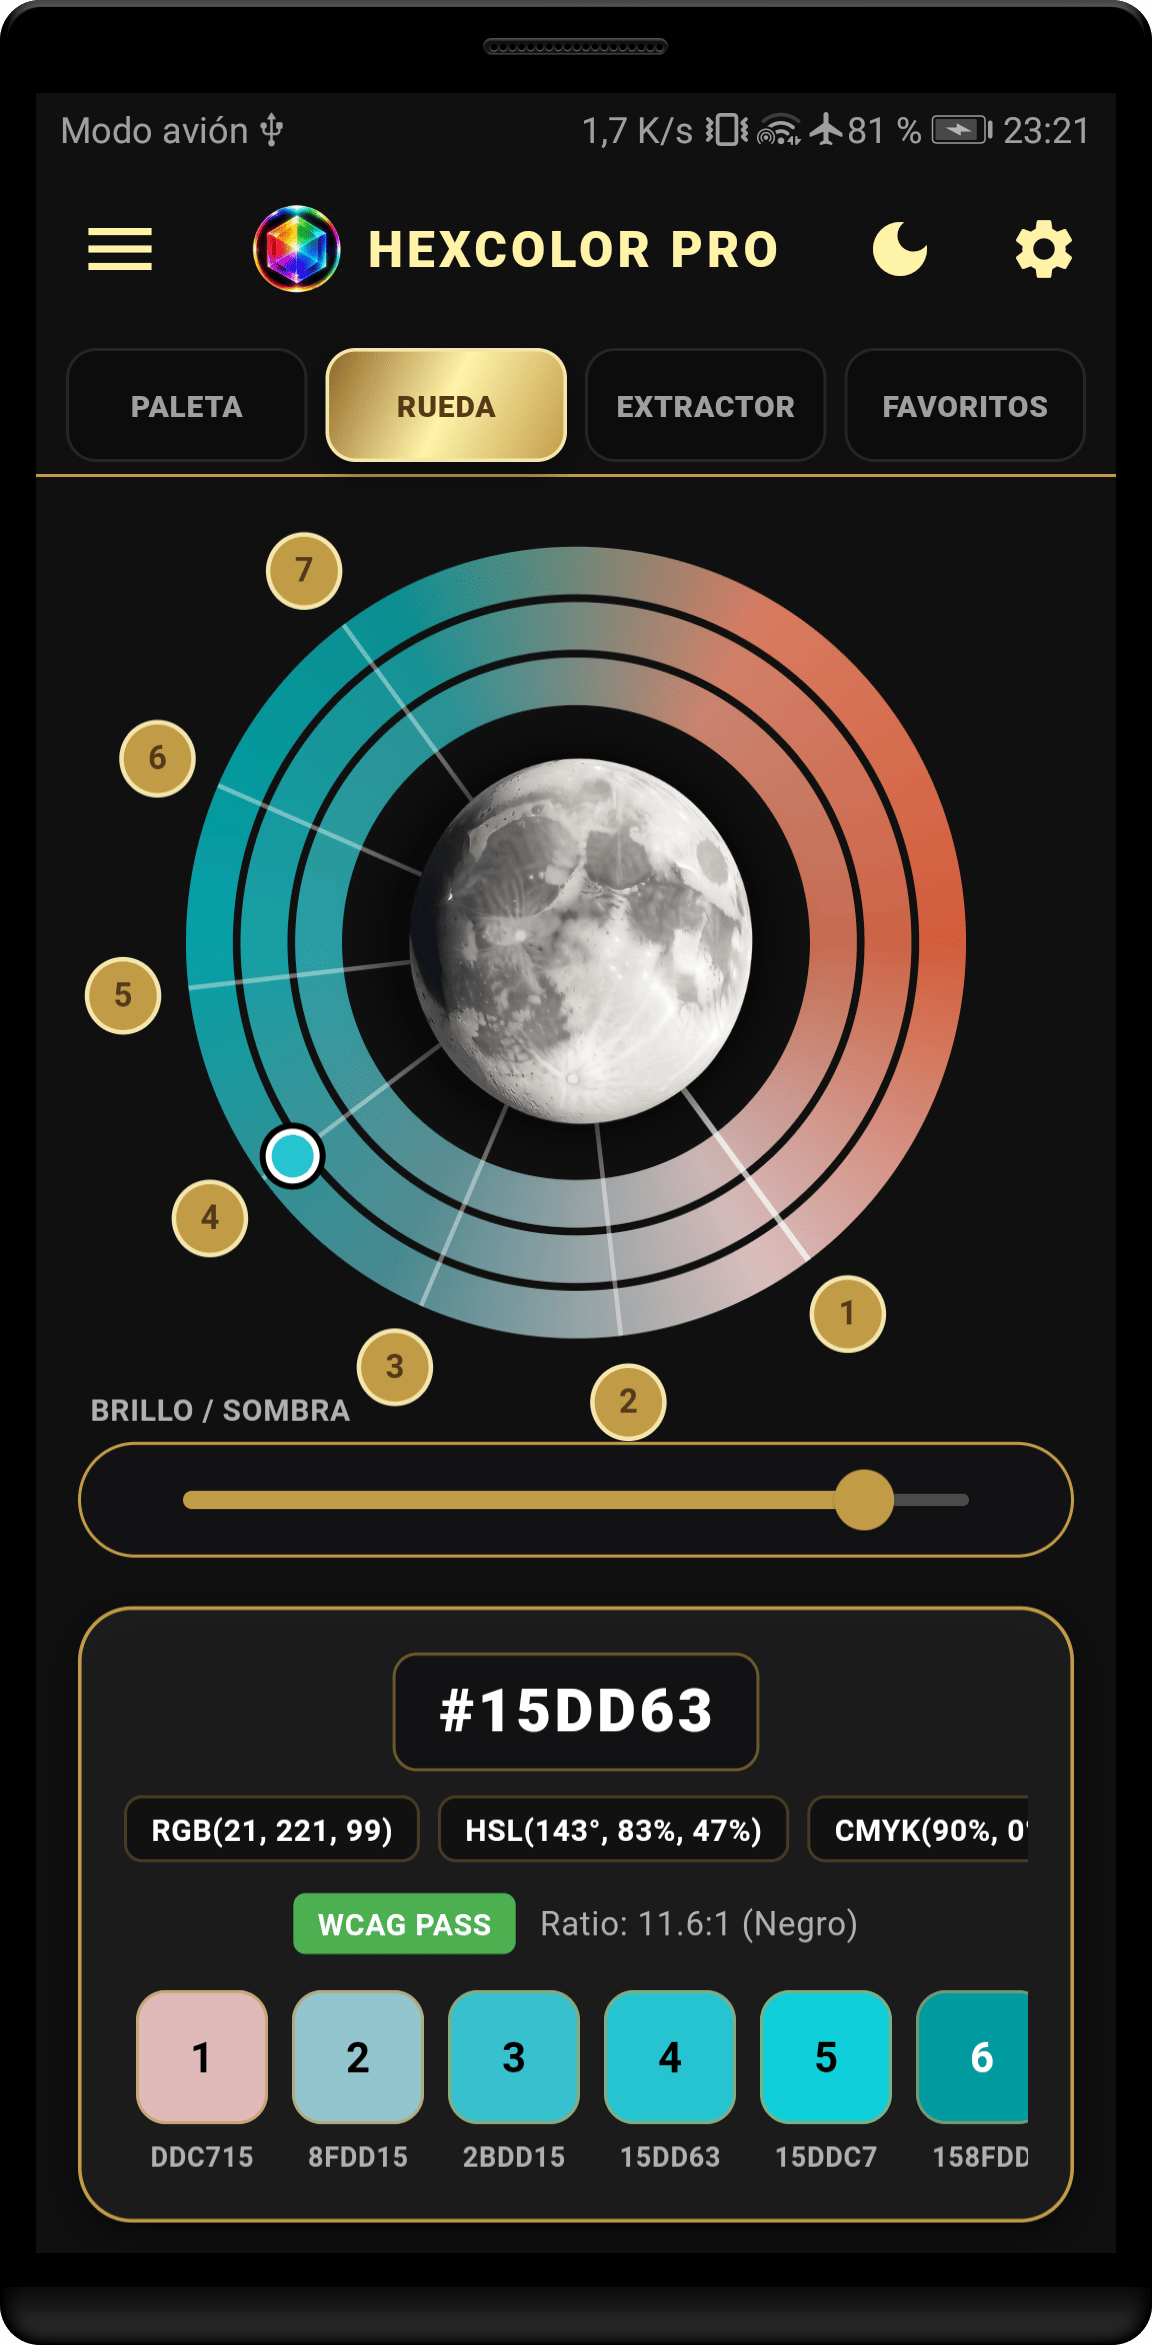 Modo avión 1,7 K/s 81 % 23:21
HEXCOLOR PRO
PALETA RUEDA EXTRACTOR FAVORITOS
7
6
5
4
3
2
1
BRILLO / SOMBRA
#15DD63
RGB(21, 221, 99) HSL(143°, 83%, 47%) CMYK(90%, 0
WCAG PASS Ratio: 11.6:1 (Negro)
1 2 3 4 5 6
DDC715 8FDD15 2BDD15 15DD63 15DDC7 158FDD